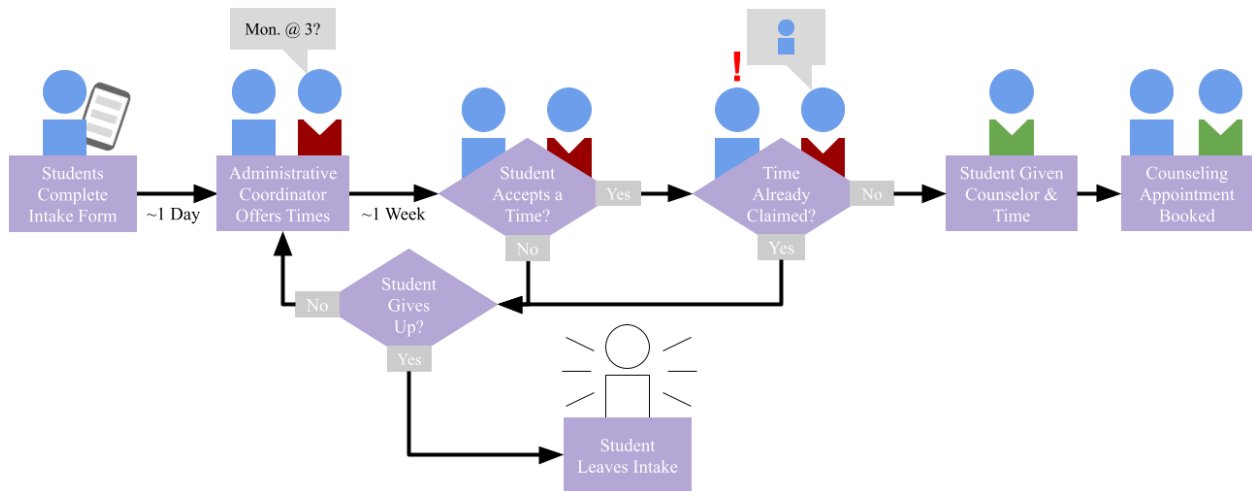 Mon. @ 3?
!
Students
Complete
Intake Form
~1 Day
Administrative
Coordinator
Offers Times
~1 Week
Student
Accepts a
Time?
Yes
No
Time
Already
Claimed?
No
Yes
Student Given
Counselor &
Time
Counseling
Appointment
Booked
Student
Gives
Up?
No
Yes
Student
Leaves Intake